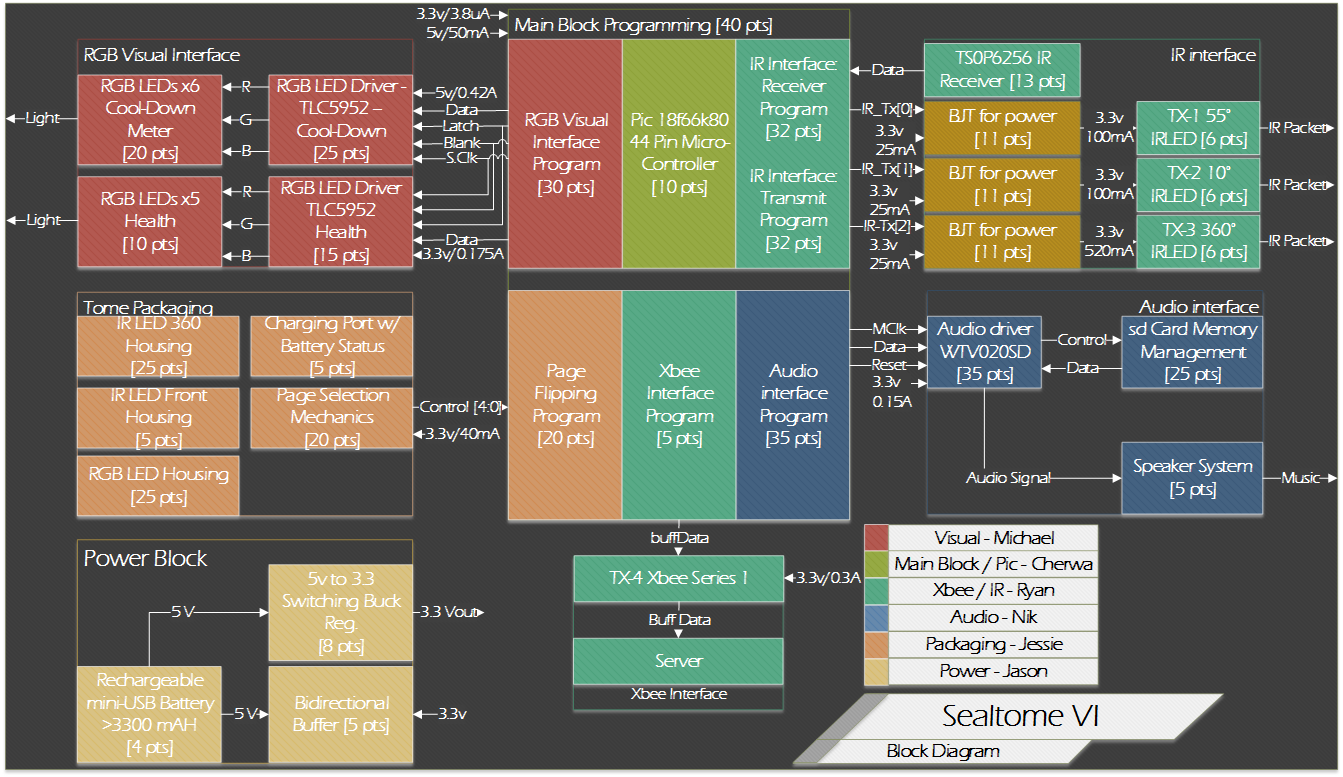 3.3v/3.8uA
5v/50mA
Main Block Programming [40 pts]
RGB Visual Interface
RGB LEDs x6
Cool-Down
Meter
[20 pts]
R
G
B
RGB LED Driver -
TLC5952 –
Cool-Down
[25 pts]
5v/0.42A
Data
Latch
Blank
S.Clk
Light
RGB LEDs x5
Health
[10 pts]
R
G
B
RGB LED Driver
TLC5952
Health
[15 pts]
Data
3.3v/0.175A
Light
RGB Visual
Interface
Program
[30 pts]
Pic 18f66k80
44 Pin Micro-
Controller
[10 pts]
IR Interface:
Receiver
Program
[32 pts]
IR Interface:
Transmit
Program
[32 pts]
IR interface
Data
TS0P6256 IR
Receiver [13 pts]
IR_Tx[0]
3.3v
25mA
BJT for power
[11 pts]
3.3v
100mA
TX-1 55°
IRLED [6 pts]
IR Packet
IR_Tx[1]
3.3v
25mA
BJT for power
[11 pts]
3.3v
100mA
TX-2 10°
IRLED [6 pts]
IR Packet
IR-Tx[2]
3.3v
25mA
BJT for power
[11 pts]
3.3v
520mA
TX-3 360°
IRLED [6 pts]
IR Packet
Tome Packaging
IR LED 360
Housing
[25 pts]
Charging Port w/
Battery Status
[5 pts]
IR LED Front
Housing
[5 pts]
Page Selection
Mechanics
[20 pts]
RGB LED Housing
[25 pts]
Control [4:0]
3.3v/40mA
Page
Flipping
Program
[20 pts]
Xbee
Interface
Program
[5 pts]
Audio
interface
Program
[35 pts]
Audio interface
MClk
Data
Reset
3.3v
0.15A
Audio driver
WTV020SD
[35 pts]
Control
Data
sd Card Memory
Management
[25 pts]
Audio Signal
Speaker System
[5 pts]
Music
Power Block
5 V
5v to 3.3
Switching Buck
Reg.
[8 pts]
3.3 Vout
Rechargeable
mini-USB Battery
>3300 mAH
[4 pts]
5 V
Bidirectional
Buffer [5 pts]
3.3v
buffData
TX-4 Xbee Series 1
3.3v/0.3A
Buff Data
Server
Xbee Interface
Visual - Michael
Main Block / Pic - Cherwa
Xbee / IR - Ryan
Audio - Nik
Packaging - Jessie
Power - Jason
Sealtome VI
Block Diagram